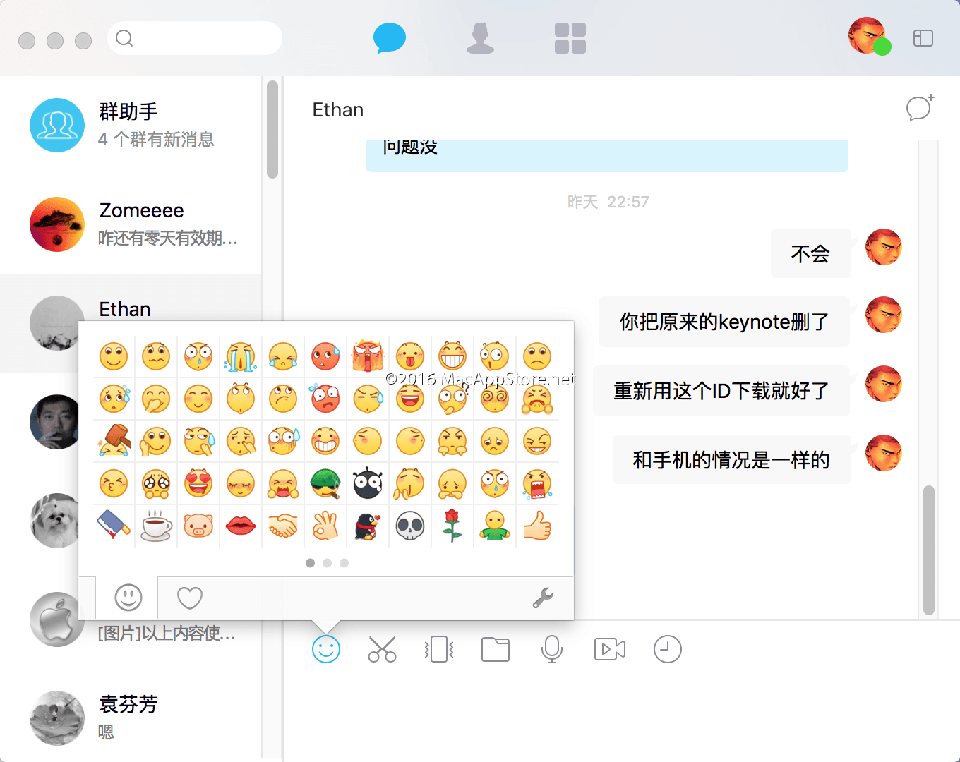 群助手
4 个群有新消息
Zomeeee
昨还有零天有效期...
Ethan
[图片]以上内容使...
袁芬芳
嗯
Ethan
问题没
昨天 22:57
不会
你把原来的keynote删了
重新用这个ID下载就好了
和手机的情况是一样的
©2016 MacAppStore.net